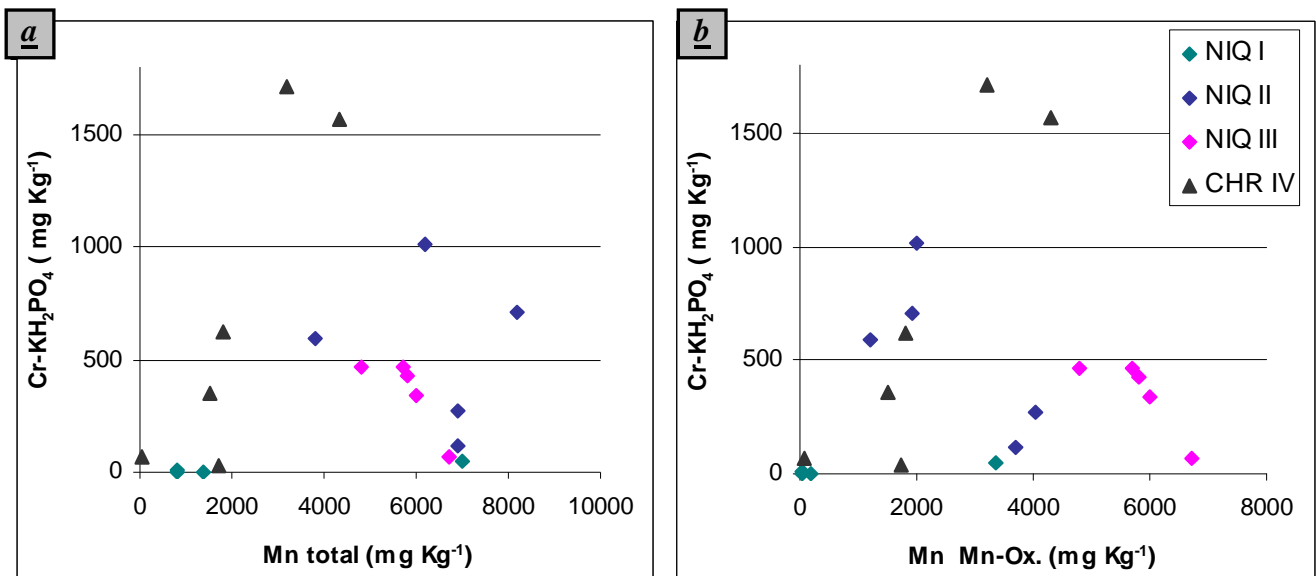 a
Cr-KH₂PO₄ ( mg Kg⁻¹)
1500
1000
500
0
0 2000 4000 6000 8000 10000
Mn total (mg Kg⁻¹)
b
Cr-KH₂PO₄ ( mg Kg⁻¹)
1500
1000
500
0
0 2000 4000 6000 8000
Mn Mn-Ox. (mg Kg⁻¹)
NIQ I
NIQ II
NIQ III
CHR IV